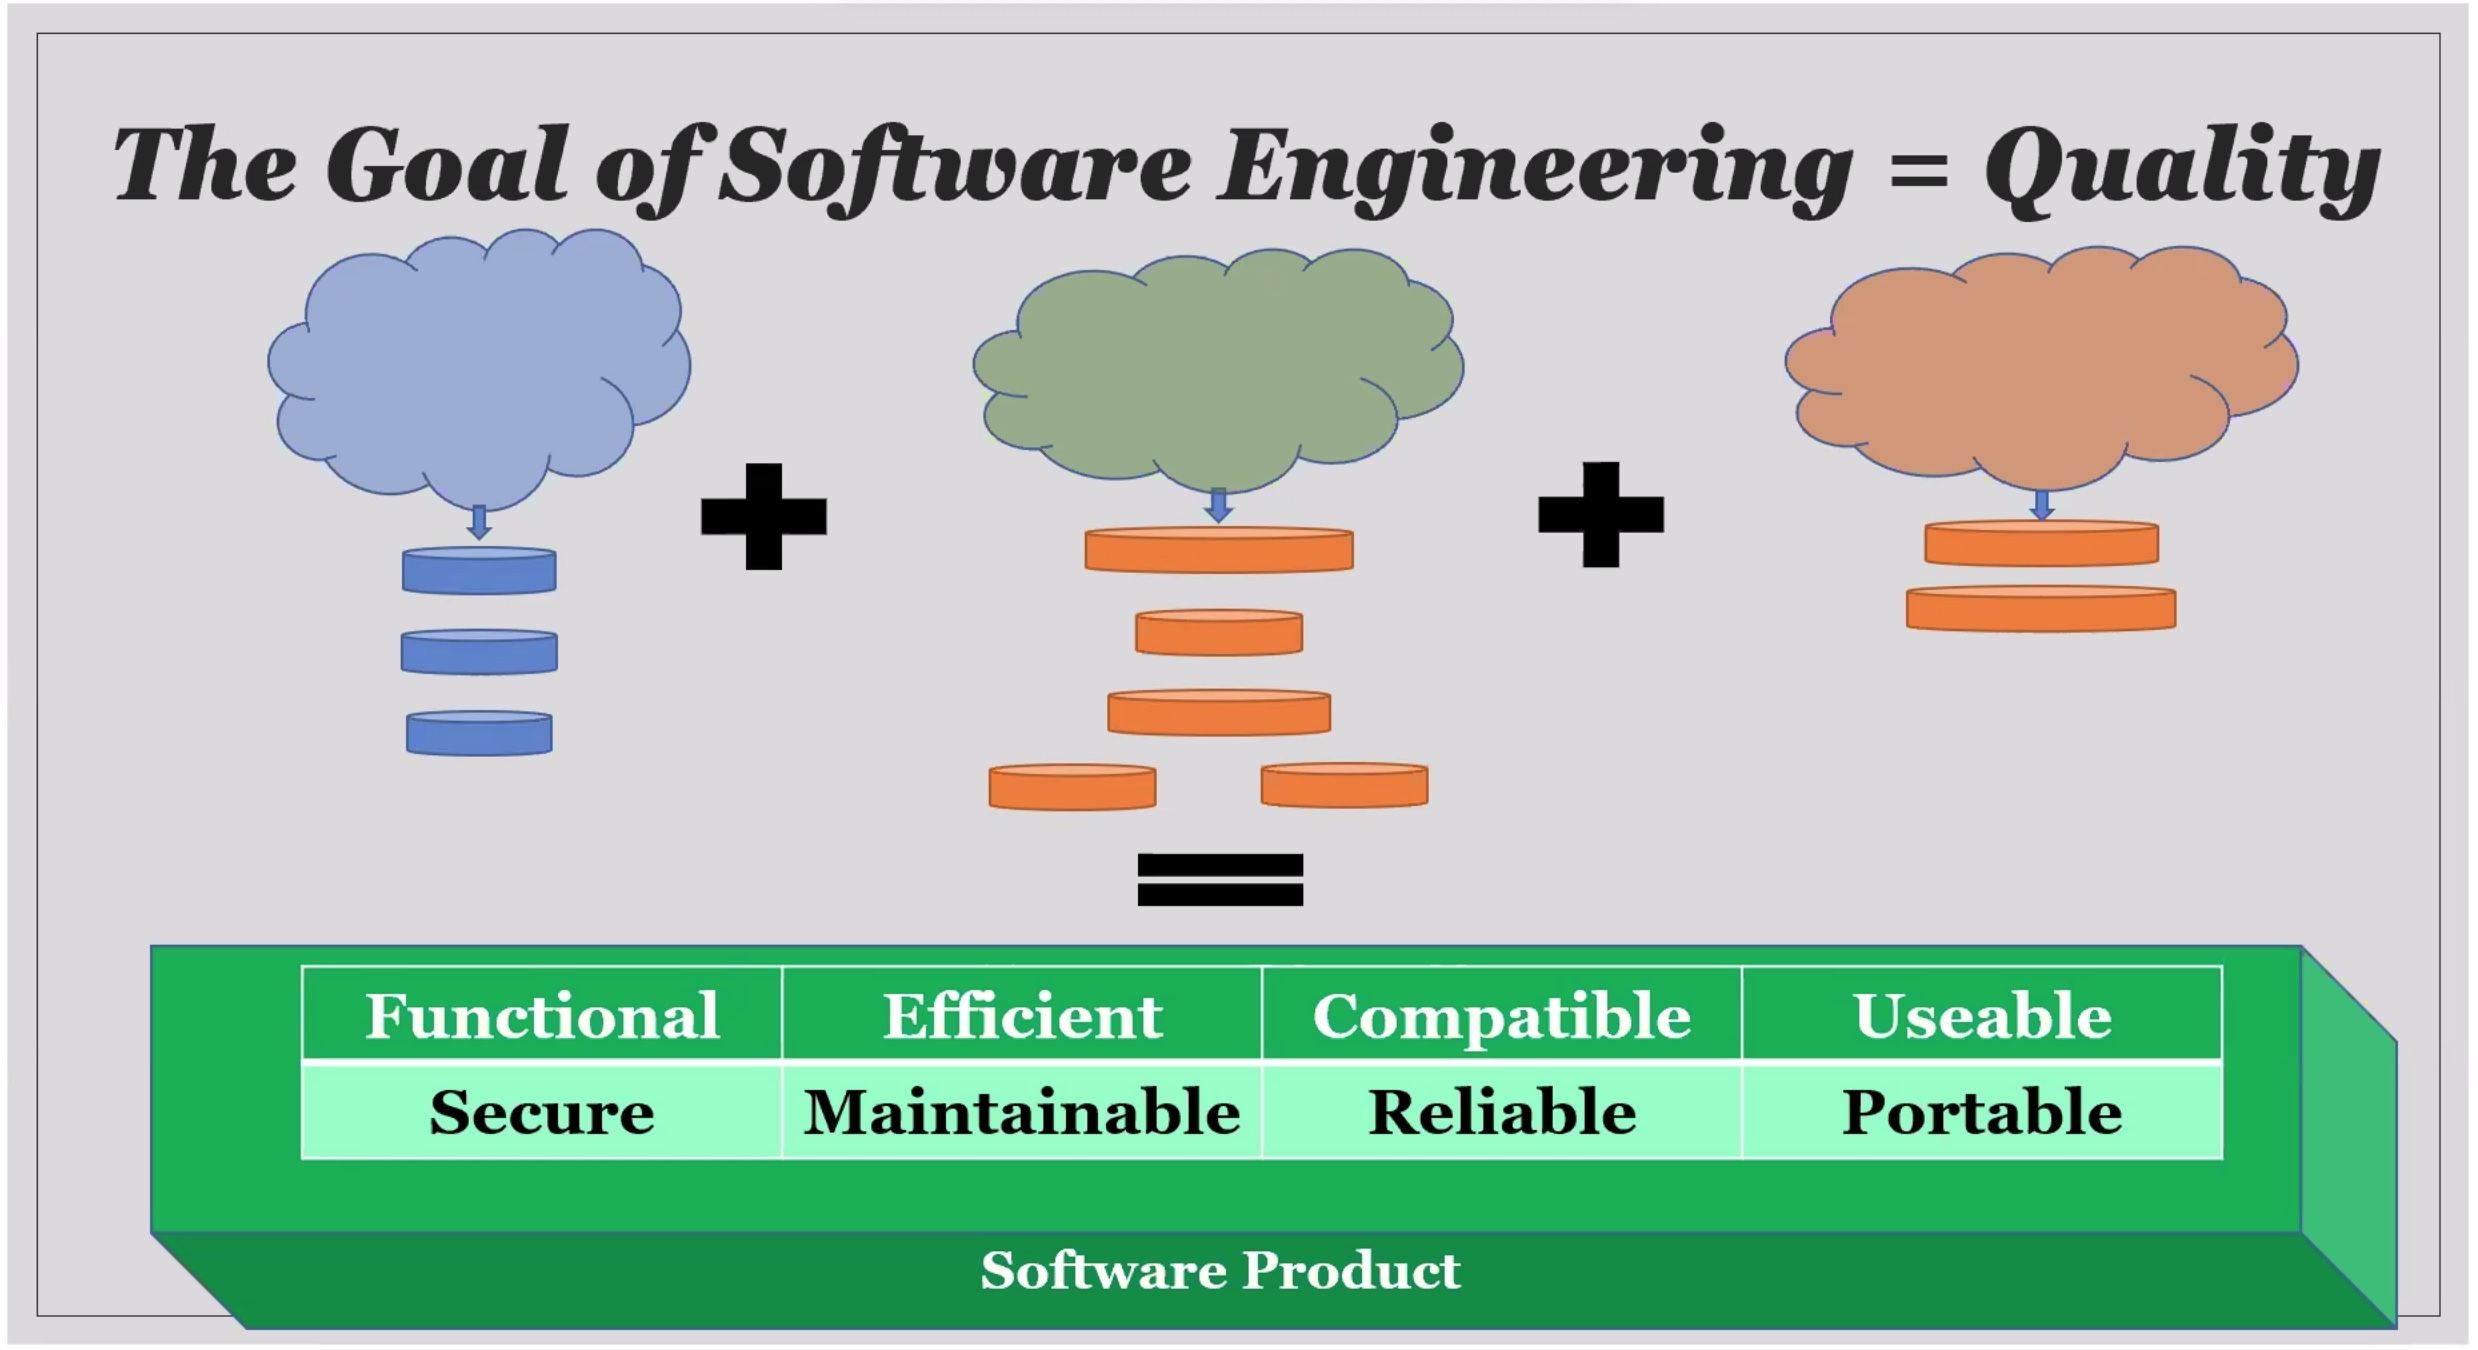 The Goal of Software Engineering = Quality
Functional Efficient Compatible Useable
Secure Maintainable Reliable Portable
Software Product